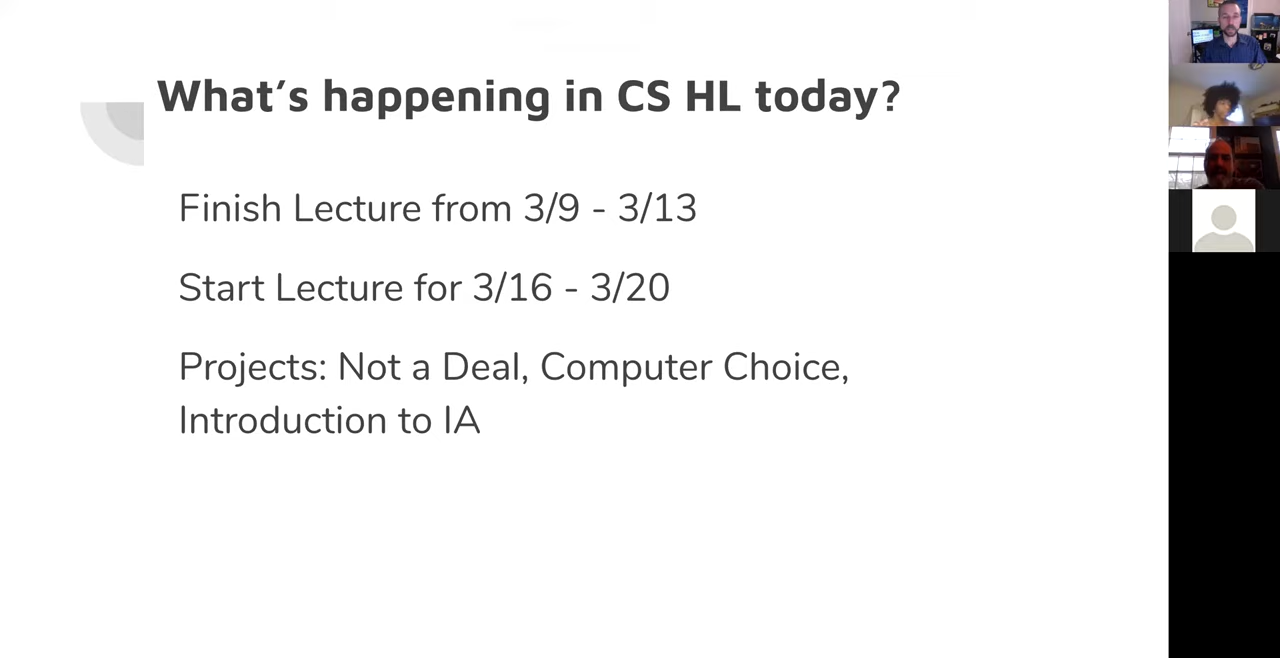 What's happening in CS HL today?
Finish Lecture from 3/9 - 3/13
Start Lecture for 3/16 - 3/20
Projects: Not a Deal, Computer Choice,
Introduction to IA